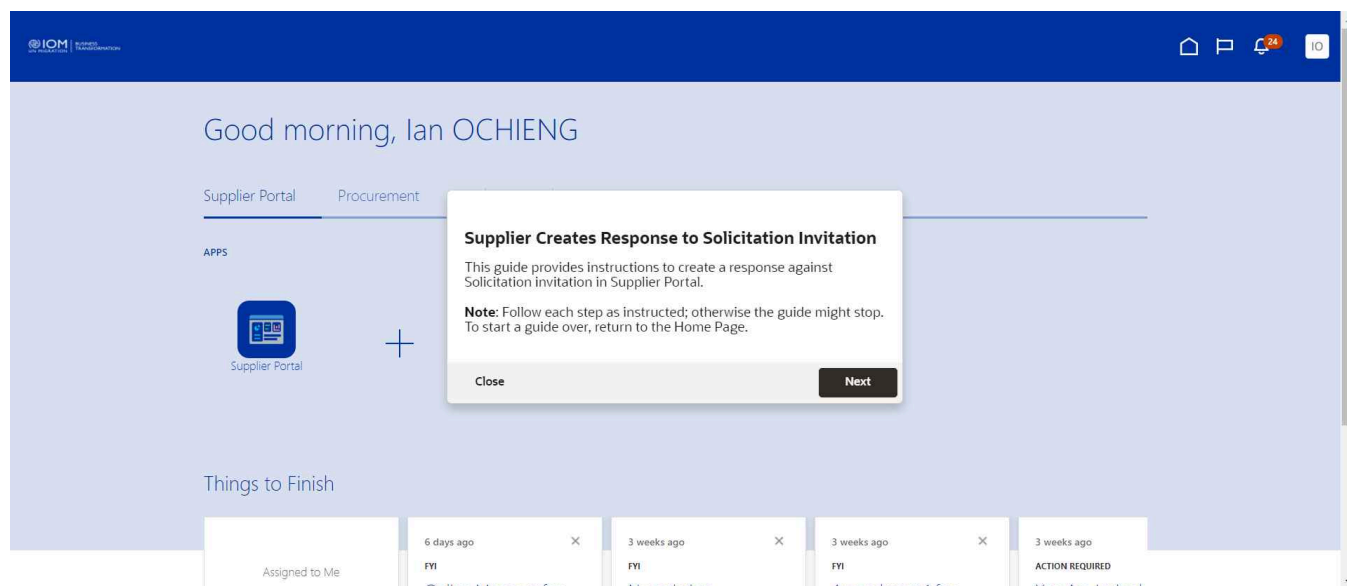 IOM
UN MIGRATION
BUSINESS
TRANSFORMATION
24
IO
Good morning, Ian OCHIENG
Supplier Portal
Procurement
Supplier Creates Response to Solicitation Invitation
This guide provides instructions to create a response against
Solicitation invitation in Supplier Portal.
Note: Follow each step as instructed; otherwise the guide might stop.
To start a guide over, return to the Home Page.
Close
Next
APPS
Supplier Portal
Things to Finish
Assigned to Me
6 days ago
FYI
3 weeks ago
FYI
3 weeks ago
FYI
3 weeks ago
ACTION REQUIRED